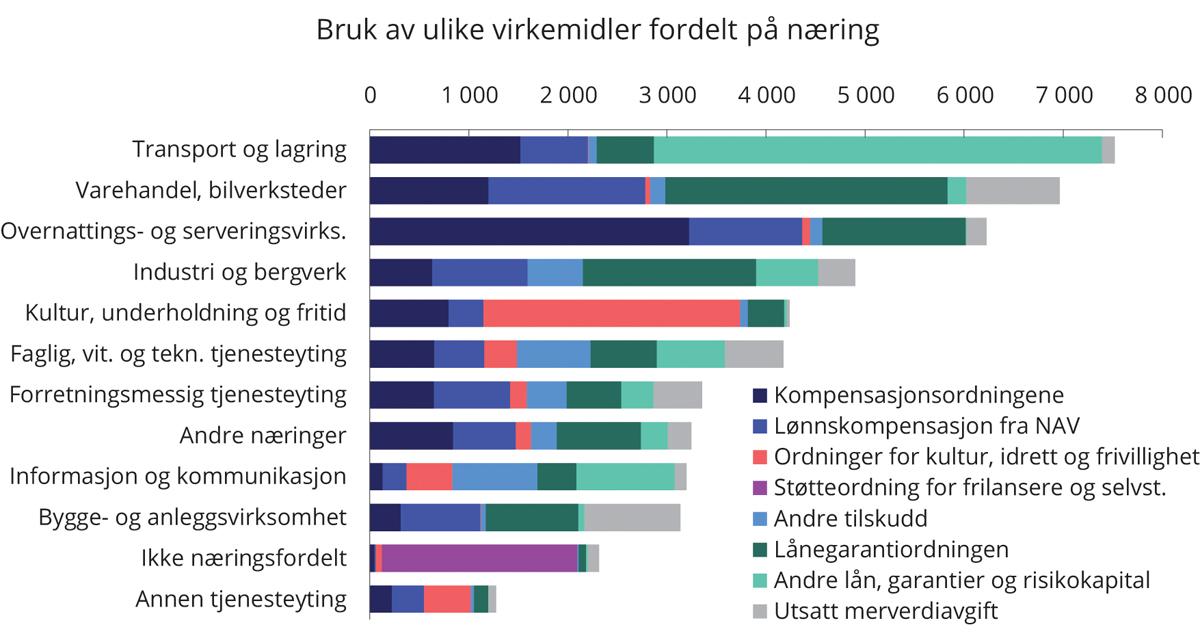 Bruk av ulike virkemidler fordelt på næring
0 1 000 2 000 3 000 4 000 5 000 6 000 7 000 8 000
Transport og lagring
Varehandel, bilverksteder
Overnattings- og serveringsvirks.
Industri og bergverk
Kultur, underholdning og fritid
Faglig, vit. og tekn. tjenesteyting
Forretningsmessig tjenesteyting
Andre næringer
Informasjon og kommunikasjon
Bygge- og anleggsvirksomhet
Ikke næringsfordelt
Annen tjenesteyting
Kompensasjonsordningene
Lønnskompensasjon fra NAV
Ordninger for kultur, idrett og frivillighet
Støtteordning for frilansere og selvst.
Andre tilskudd
Lånegarantiordningen
Andre lån, garantier og risikokapital
Utsatt merverdiavgift